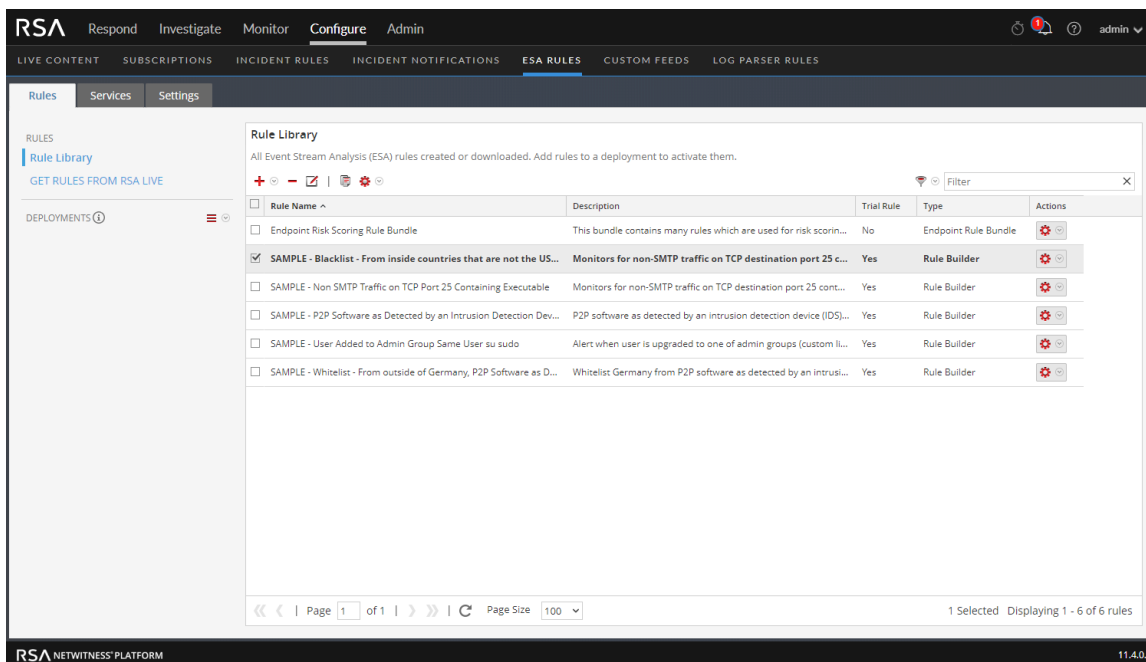 RSA Respond Investigate Monitor Configure Admin 1 admin
LIVE CONTENT SUBSCRIPTIONS INCIDENT RULES INCIDENT NOTIFICATIONS ESA RULES CUSTOM FEEDS LOG PARSER RULES
Rules Services Settings
RULES
Rule Library
GET RULES FROM RSA LIVE
DEPLOYMENTS
Rule Library
All Event Stream Analysis (ESA) rules created or downloaded. Add rules to a deployment to activate them.
Filter
Rule Name Description Trial Rule Type Actions
Endpoint Risk Scoring Rule Bundle This bundle contains many rules which are used for risk scorin... No Endpoint Rule Bundle
SAMPLE - Blacklist - From inside countries that are not the US... Monitors for non-SMTP traffic on TCP destination port 25 c... Yes Rule Builder
SAMPLE - Non SMTP Traffic on TCP Port 25 Containing Executable Monitors for non-SMTP traffic on TCP destination port 25 cont... Yes Rule Builder
SAMPLE - P2P Software as Detected by an Intrusion Detection Dev... P2P software as detected by an intrusion detection device (IDS)... Yes Rule Builder
SAMPLE - User Added to Admin Group Same User su sudo Alert when user is upgraded to one of admin groups (custom li... Yes Rule Builder
SAMPLE - Whitelist - From outside of Germany, P2P Software as D... Whitelist Germany from P2P software as detected by an intrusi... Yes Rule Builder
Page 1 of 1 Page Size 100 1 Selected Displaying 1 - 6 of 6 rules
RSA NETWITNESS® PLATFORM 11.4.0.